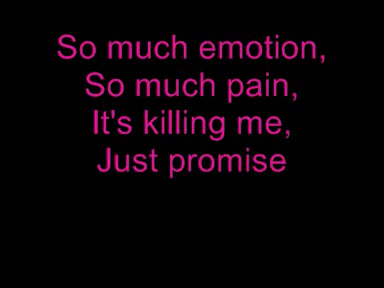 So much emotion,
So much pain,
It's killing me,
Just promise